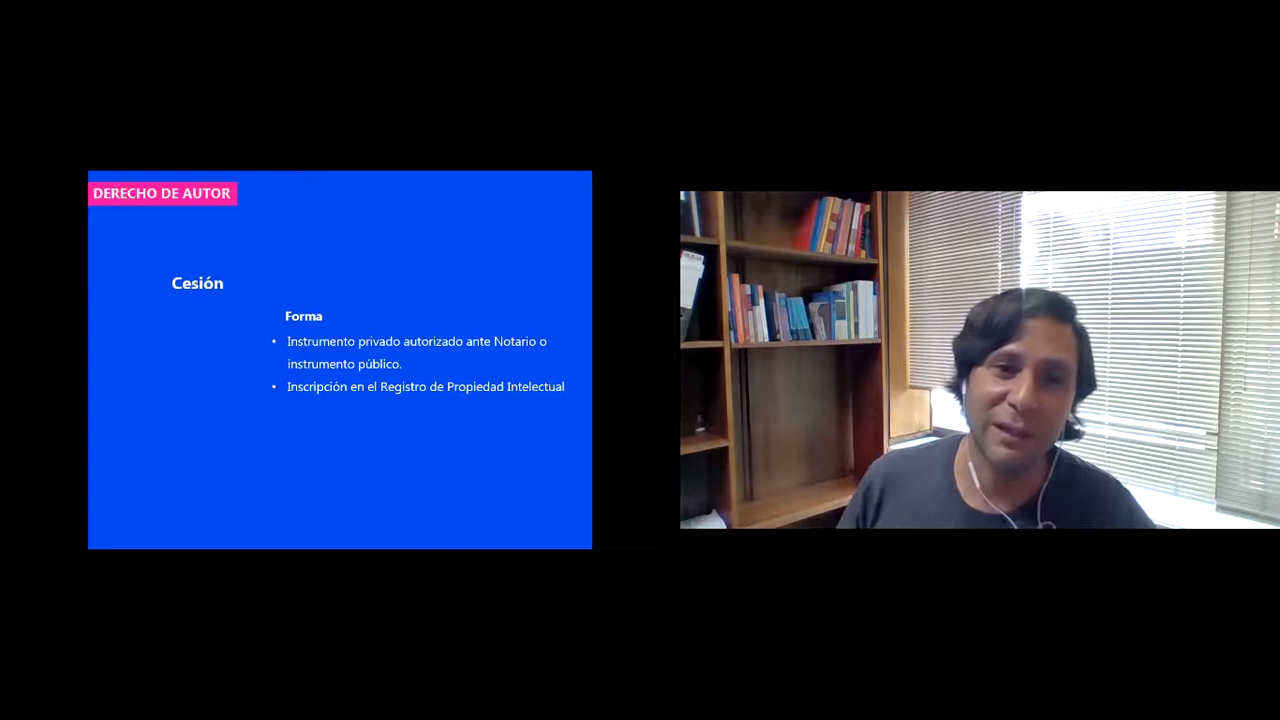 DERECHO DE AUTOR
Cesión
Forma
• Instrumento privado autorizado ante Notario o
instrumento público.
• Inscripción en el Registro de Propiedad Intelectual